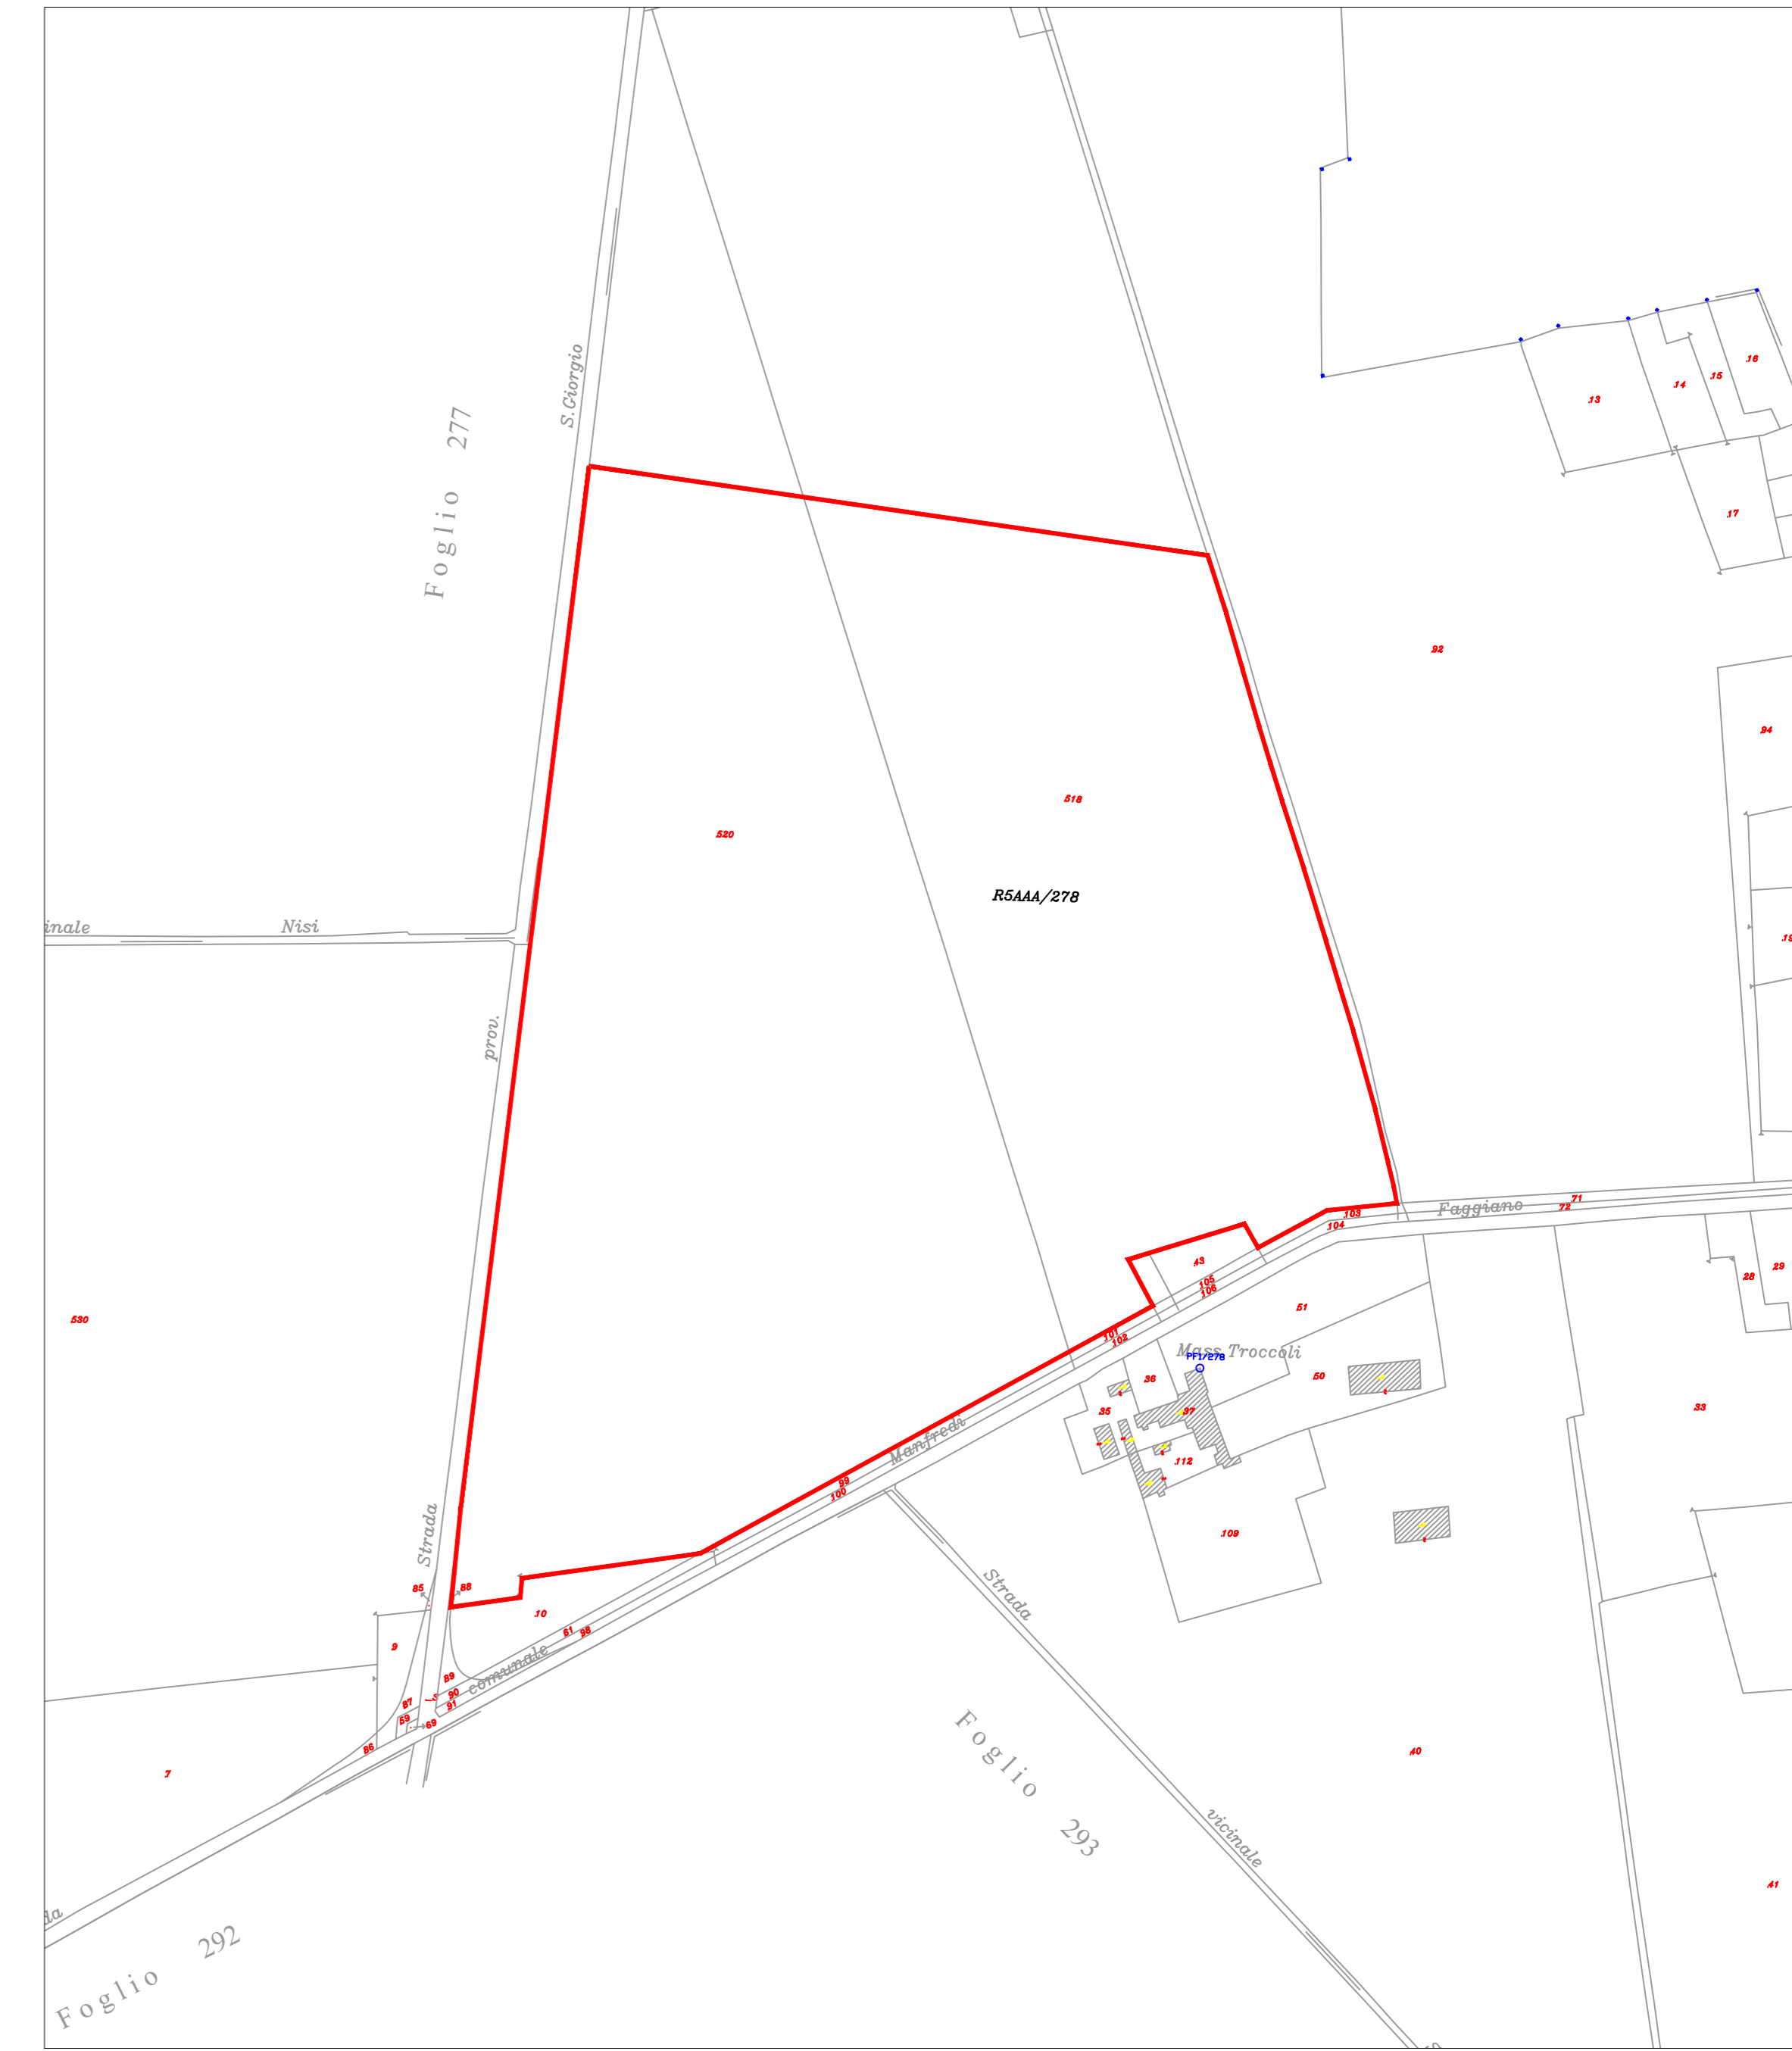 S.Giorgio
Foglio 277
.16
.15
.14
.13
.17
.92
.94
.518
.520
R5AAA/278
inale
Nisi
prov.
.530
71
72
Faggiano
.103
.104
.43
.105
.106
.29
.28
.51
101
.102
Mass.Troccoli
PF1/278
.36
.50
.35
.37
.33
Manfredi
.112
99
.100
.109
Strada
Strada
85
88
.10
61
98
.9
comunale
89
90
87
91
59
69
86
.7
Foglio 293
.40
vicinale
.41
da
Foglio 292